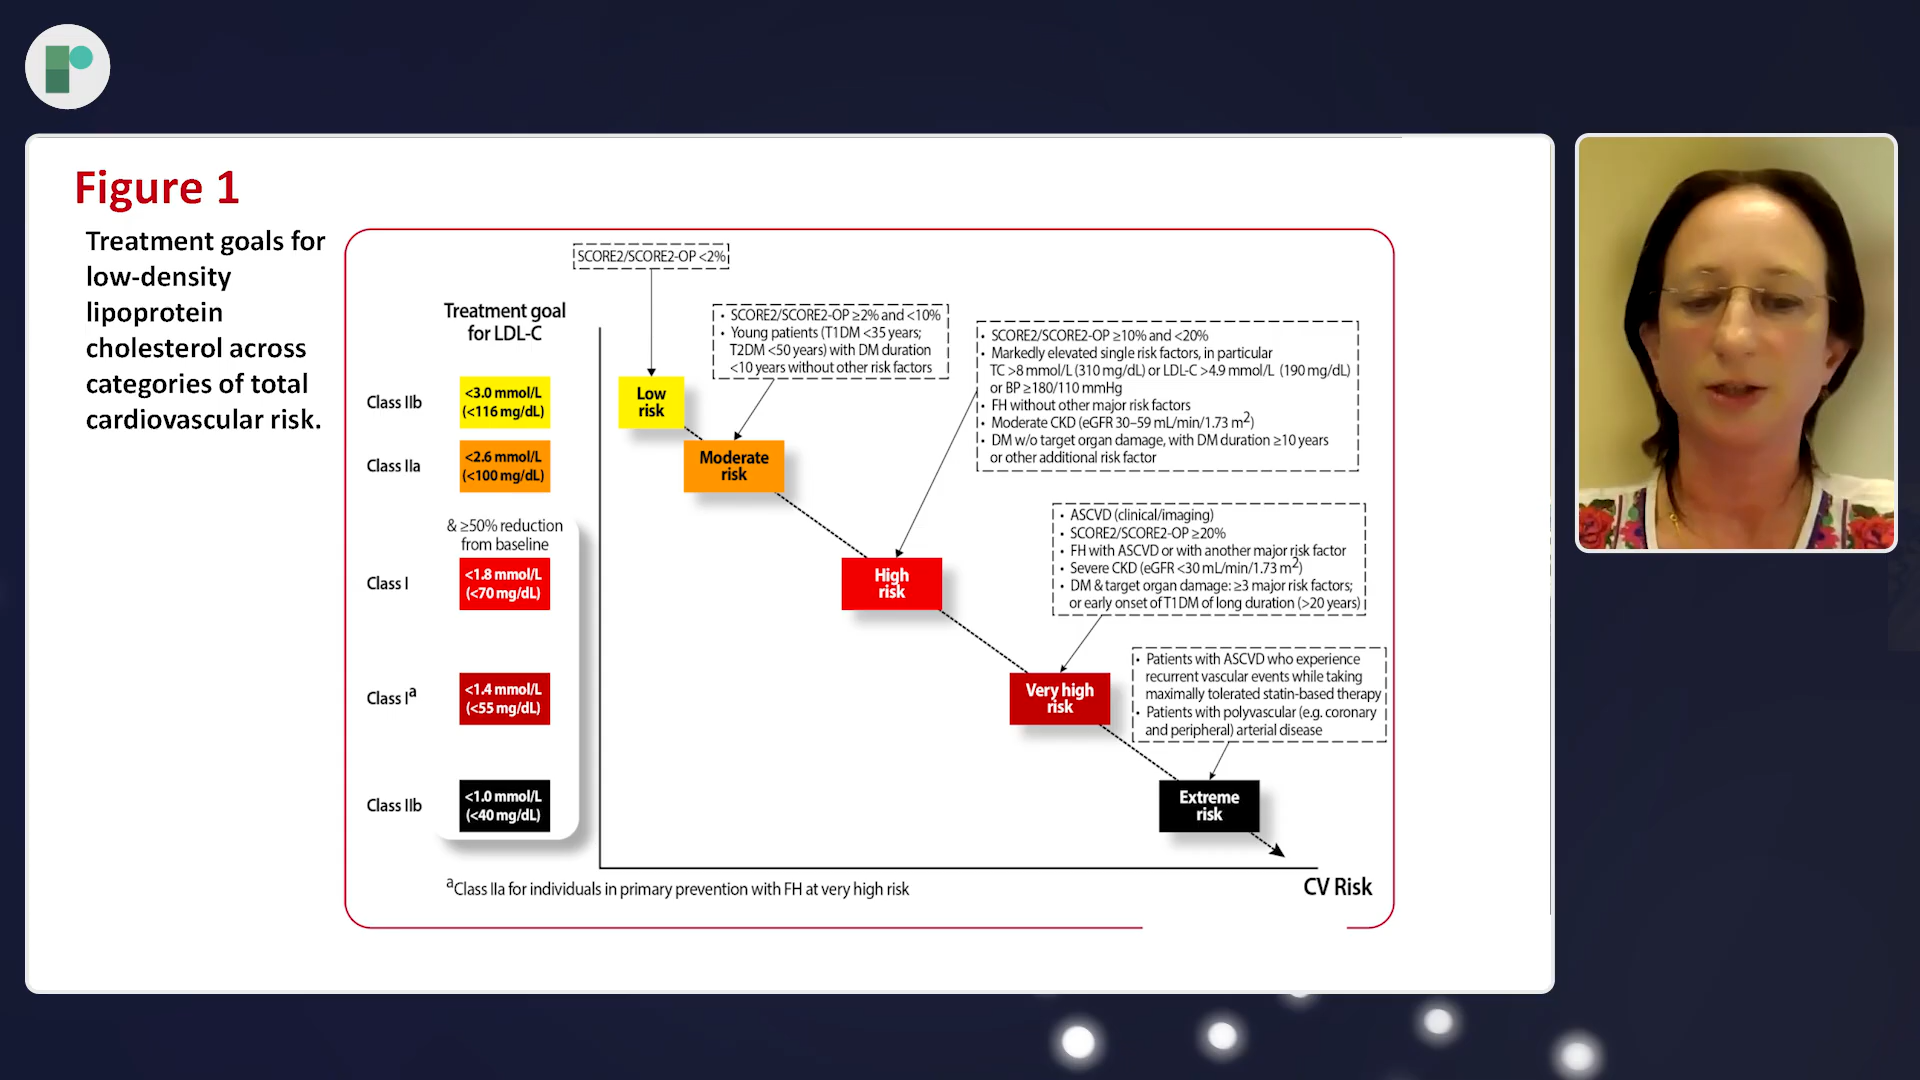 Figure 1
Treatment goals for
low-density
lipoprotein
cholesterol across
categories of total
cardiovascular risk.
SCORE2/SCORE2-OP <2%
Treatment goal
for LDL-C
• SCORE2/SCORE2-OP ≥2% and <10%
• Young patients (T1DM <35 years;
T2DM <50 years) with DM duration
<10 years without other risk factors
• SCORE2/SCORE2-OP ≥10% and <20%
• Markedly elevated single risk factors, in particular
TC >8 mmol/L (310 mg/dL) or LDL-C >4.9 mmol/L (190 mg/dL)
or BP ≥180/110 mmHg
• FH without other major risk factors
• Moderate CKD (eGFR 30–59 mL/min/1.73 m²)
• DM w/o target organ damage, with DM duration ≥10 years
or other additional risk factor
Class IIb
<3.0 mmol/L
(<116 mg/dL)
Low
risk
Class IIa
<2.6 mmol/L
(<100 mg/dL)
Moderate
risk
& ≥50% reduction
from baseline
• ASCVD (clinical/imaging)
• SCORE2/SCORE2-OP ≥20%
• FH with ASCVD or with another major risk factor
• Severe CKD (eGFR <30 mL/min/1.73 m²)
• DM & target organ damage: ≥3 major risk factors;
or early onset of T1DM of long duration (>20 years)
Class I
<1.8 mmol/L
(<70 mg/dL)
High
risk
• Patients with ASCVD who experience
recurrent vascular events while taking
maximally tolerated statin-based therapy
• Patients with polyvascular (e.g. coronary
and peripheral) arterial disease
Class Iª
<1.4 mmol/L
(<55 mg/dL)
Very high
risk
Class IIb
<1.0 mmol/L
(<40 mg/dL)
Extreme
risk
ªClass IIa for individuals in primary prevention with FH at very high risk
CV Risk